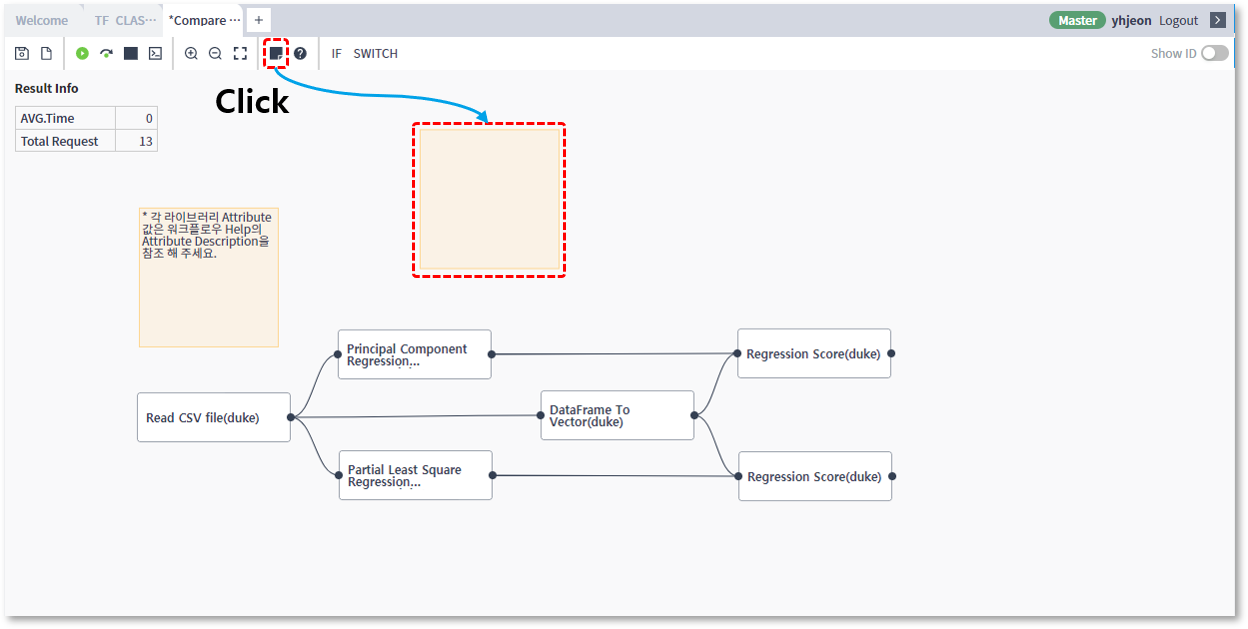 Welcome
TF CLAS···
*Compare ···
+
Master yhjeon Logout
IF SWITCH
Show ID
Result Info
AVG.Time 0
Total Request 13
Click
* 각 라이브러리 Attribute
값은 워크플로우 Help의
Attribute Description을
참조 해 주세요.
Principal Component
Regression...
Regression Score(duke)
Read CSV file(duke)
DataFrame To
Vector(duke)
Partial Least Square
Regression...
Regression Score(duke)